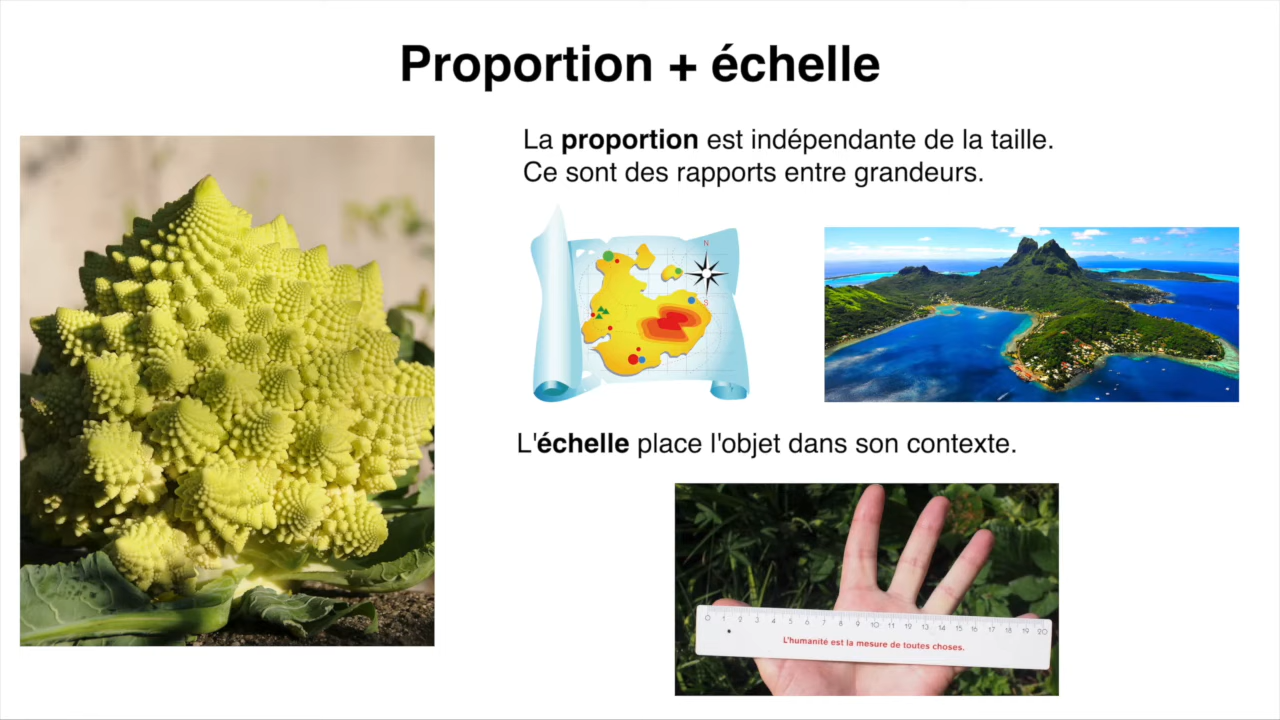 Proportion + échelle
La proportion est indépendante de la taille.
Ce sont des rapports entre grandeurs.
N
S
L'échelle place l'objet dans son contexte.
0 1 2 3 4 5 6 7 8 9 10 11 12 13 14 15 16 17 18 19 20
L'humanité est la mesure de toutes choses.